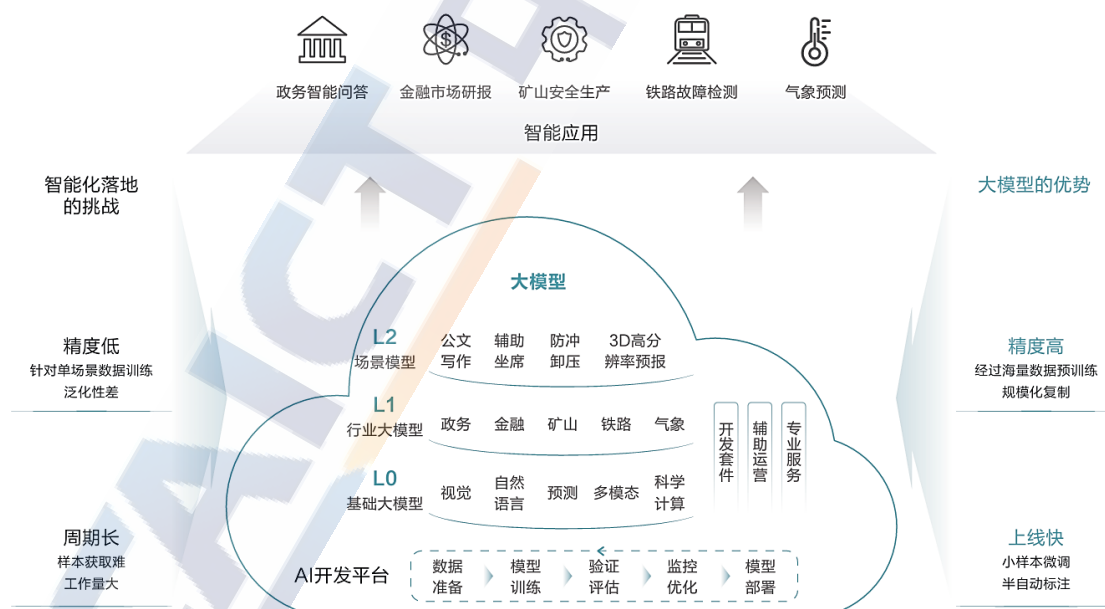 政务智能问答
金融市场研报
矿山安全生产
铁路故障检测
气象预测
智能应用
智能化落地
的挑战
大模型的优势
大模型
精度低
针对单场景数据训练
泛化性差
周期长
样本获取难
工作量大
L2
场景模型
公文
写作
辅助
坐席
防冲
卸压
3D高分
辨率预报
L1
行业大模型
政务
金融
矿山
铁路
气象
L0
基础大模型
视觉
自然
语言
预测
多模态
科学
计算
开发套件
辅助运营
专业服务
AI开发平台
数据
准备
模型
训练
验证
评估
监控
优化
模型
部署
精度高
经过海量数据预训练
规模化复制
上线快
小样本微调
半自动标注